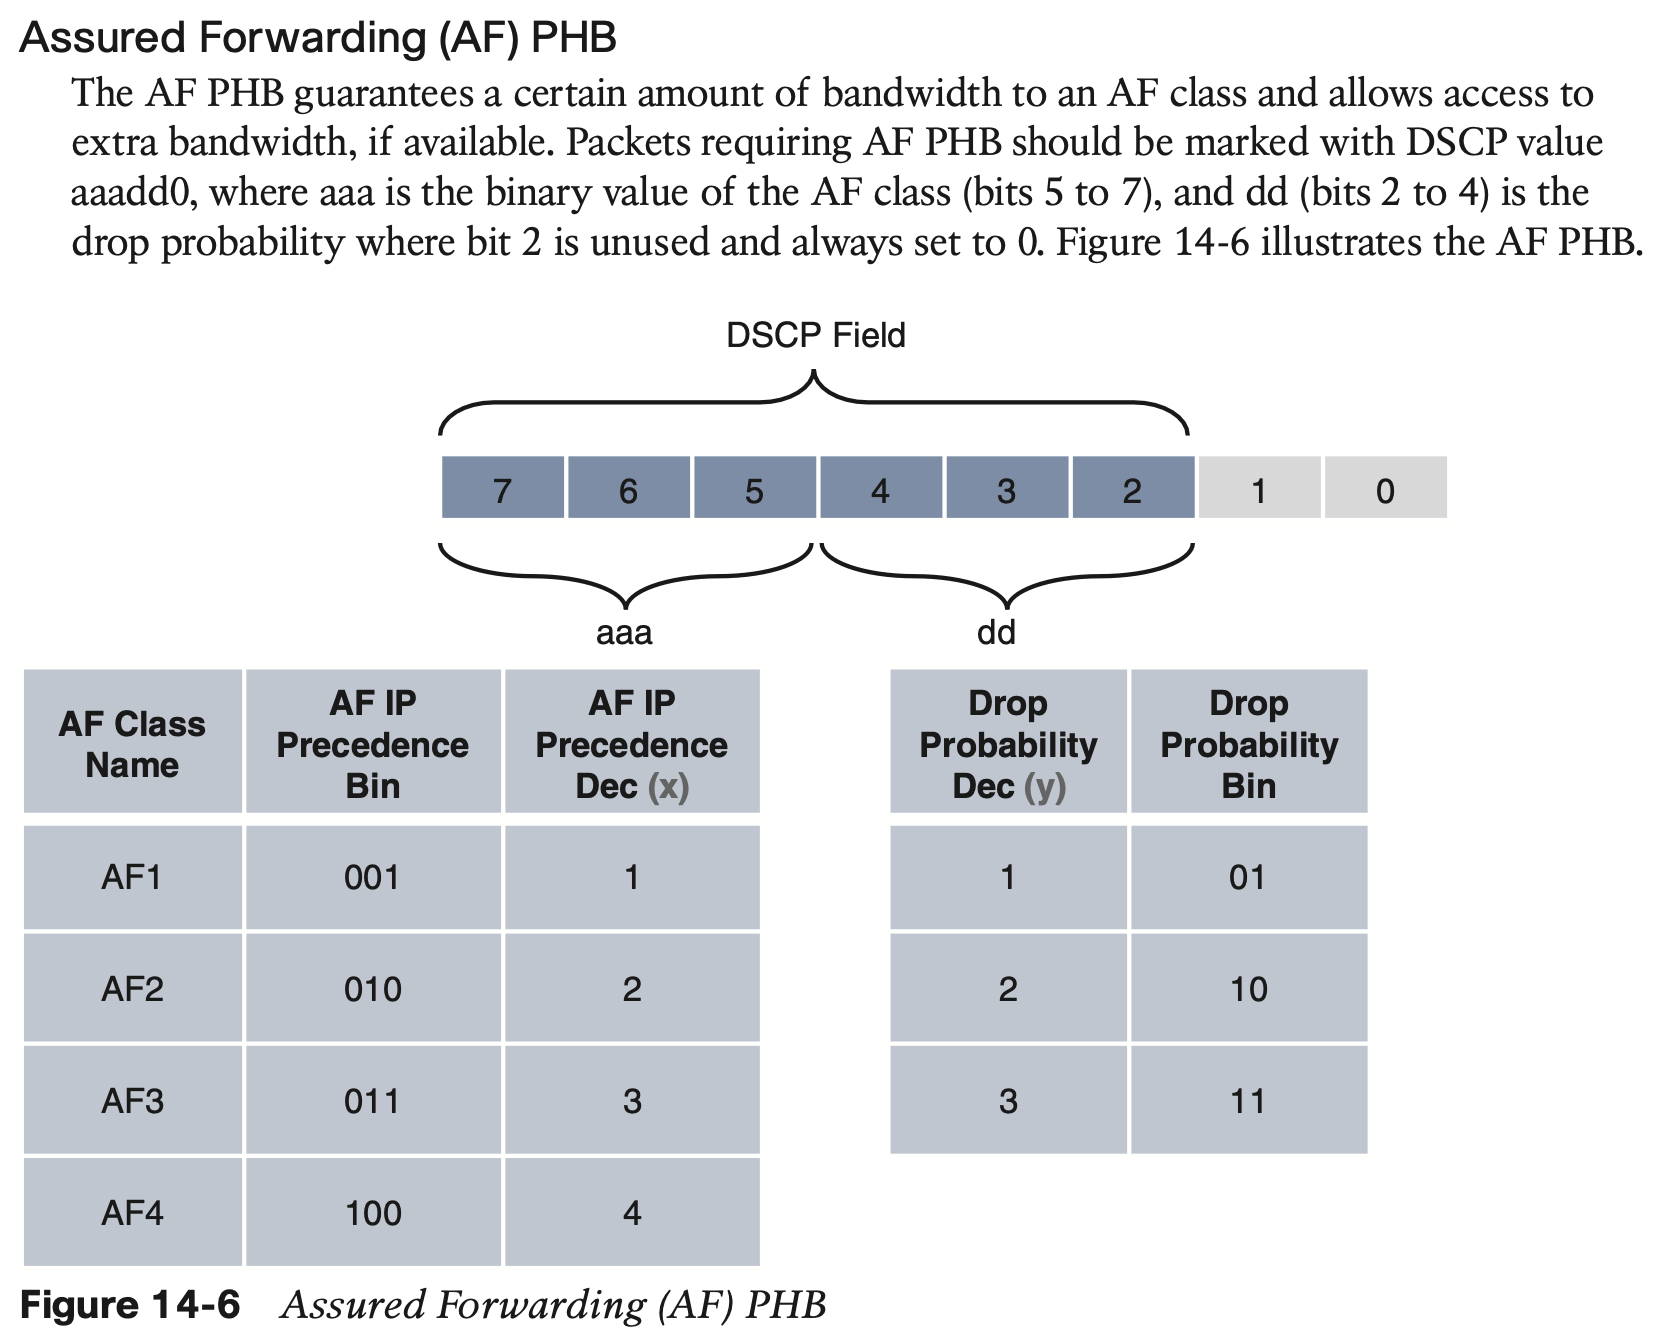 Assured Forwarding (AF) PHB
The AF PHB guarantees a certain amount of bandwidth to an AF class and allows access to
extra bandwidth, if available. Packets requiring AF PHB should be marked with DSCP value
aaadd0, where aaa is the binary value of the AF class (bits 5 to 7), and dd (bits 2 to 4) is the
drop probability where bit 2 is unused and always set to 0. Figure 14-6 illustrates the AF PHB.
DSCP Field
7 6 5 4 3 2 1 0
aaa dd
AF Class
Name
AF IP
Precedence
Bin
AF IP
Precedence
Dec (x)
Drop
Probability
Dec (y)
Drop
Probability
Bin
AF1 001 1 1 01
AF2 010 2 2 10
AF3 011 3 3 11
AF4 100 4
Figure 14-6 Assured Forwarding (AF) PHB